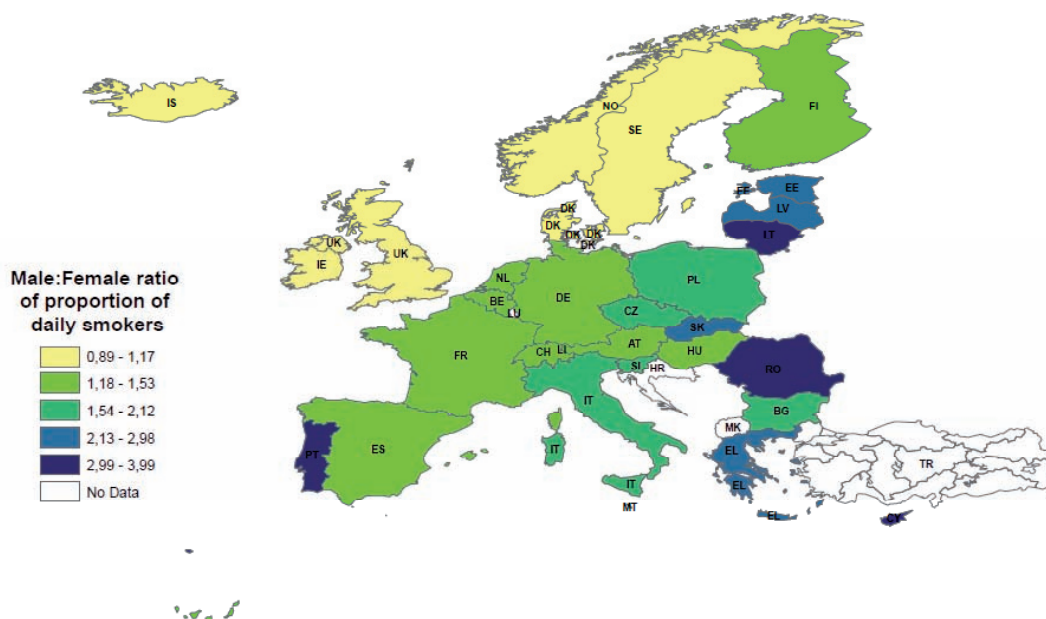 IS
NO
SE
FI
EE
EE
LV
LT
DK
DK
DK
DK
DK
UK
UK
IE
Male:Female ratio
of proportion of
daily smokers
0,89 - 1,17
1,18 - 1,53
1,54 - 2,12
2,13 - 2,98
2,99 - 3,99
No Data
NL
BE
LU
DE
PL
CZ
SK
FR
CH
LI
AT
HU
SI
HR
RO
IT
BG
MK
PT
ES
IT
IT
MT
EL
EL
EL
TR
CY